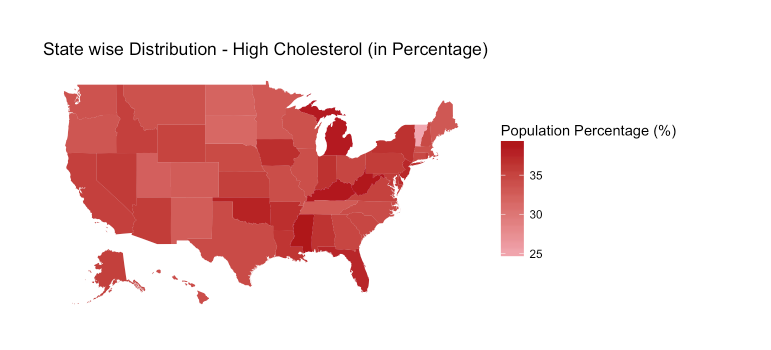 State wise Distribution - High Cholesterol (in Percentage)
Population Percentage (%)
35
30
25